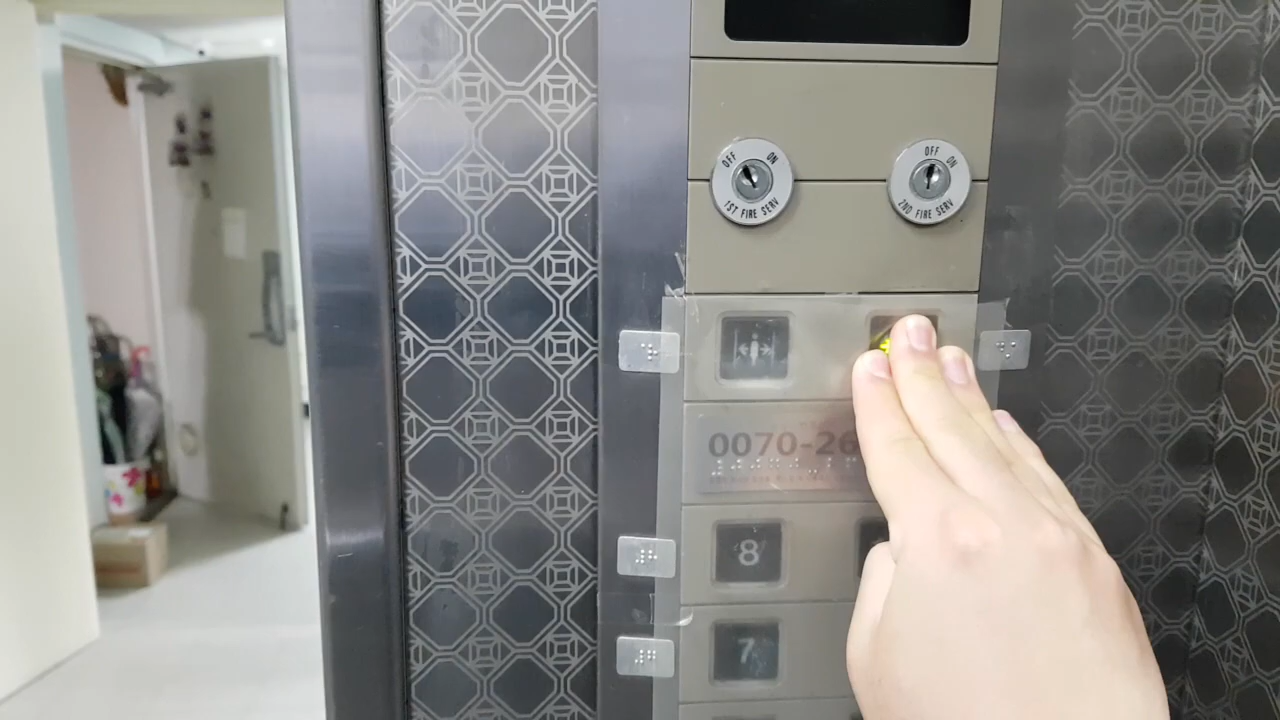 OFF ON
1ST FIRE SERV
OFF ON
2ND FIRE SERV
0070-26
8
7